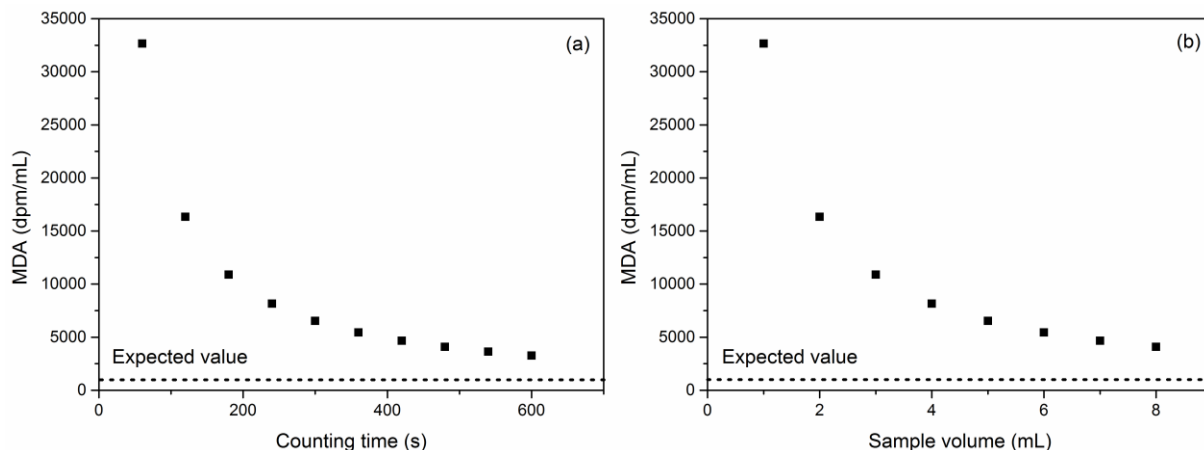 (a)
35000
30000
25000
20000
15000
10000
5000
0
MDA (dpm/mL)
Expected value
0 200 400 600
Counting time (s)
(b)
35000
30000
25000
20000
15000
10000
5000
0
MDA (dpm/mL)
Expected value
0 2 4 6 8
Sample volume (mL)